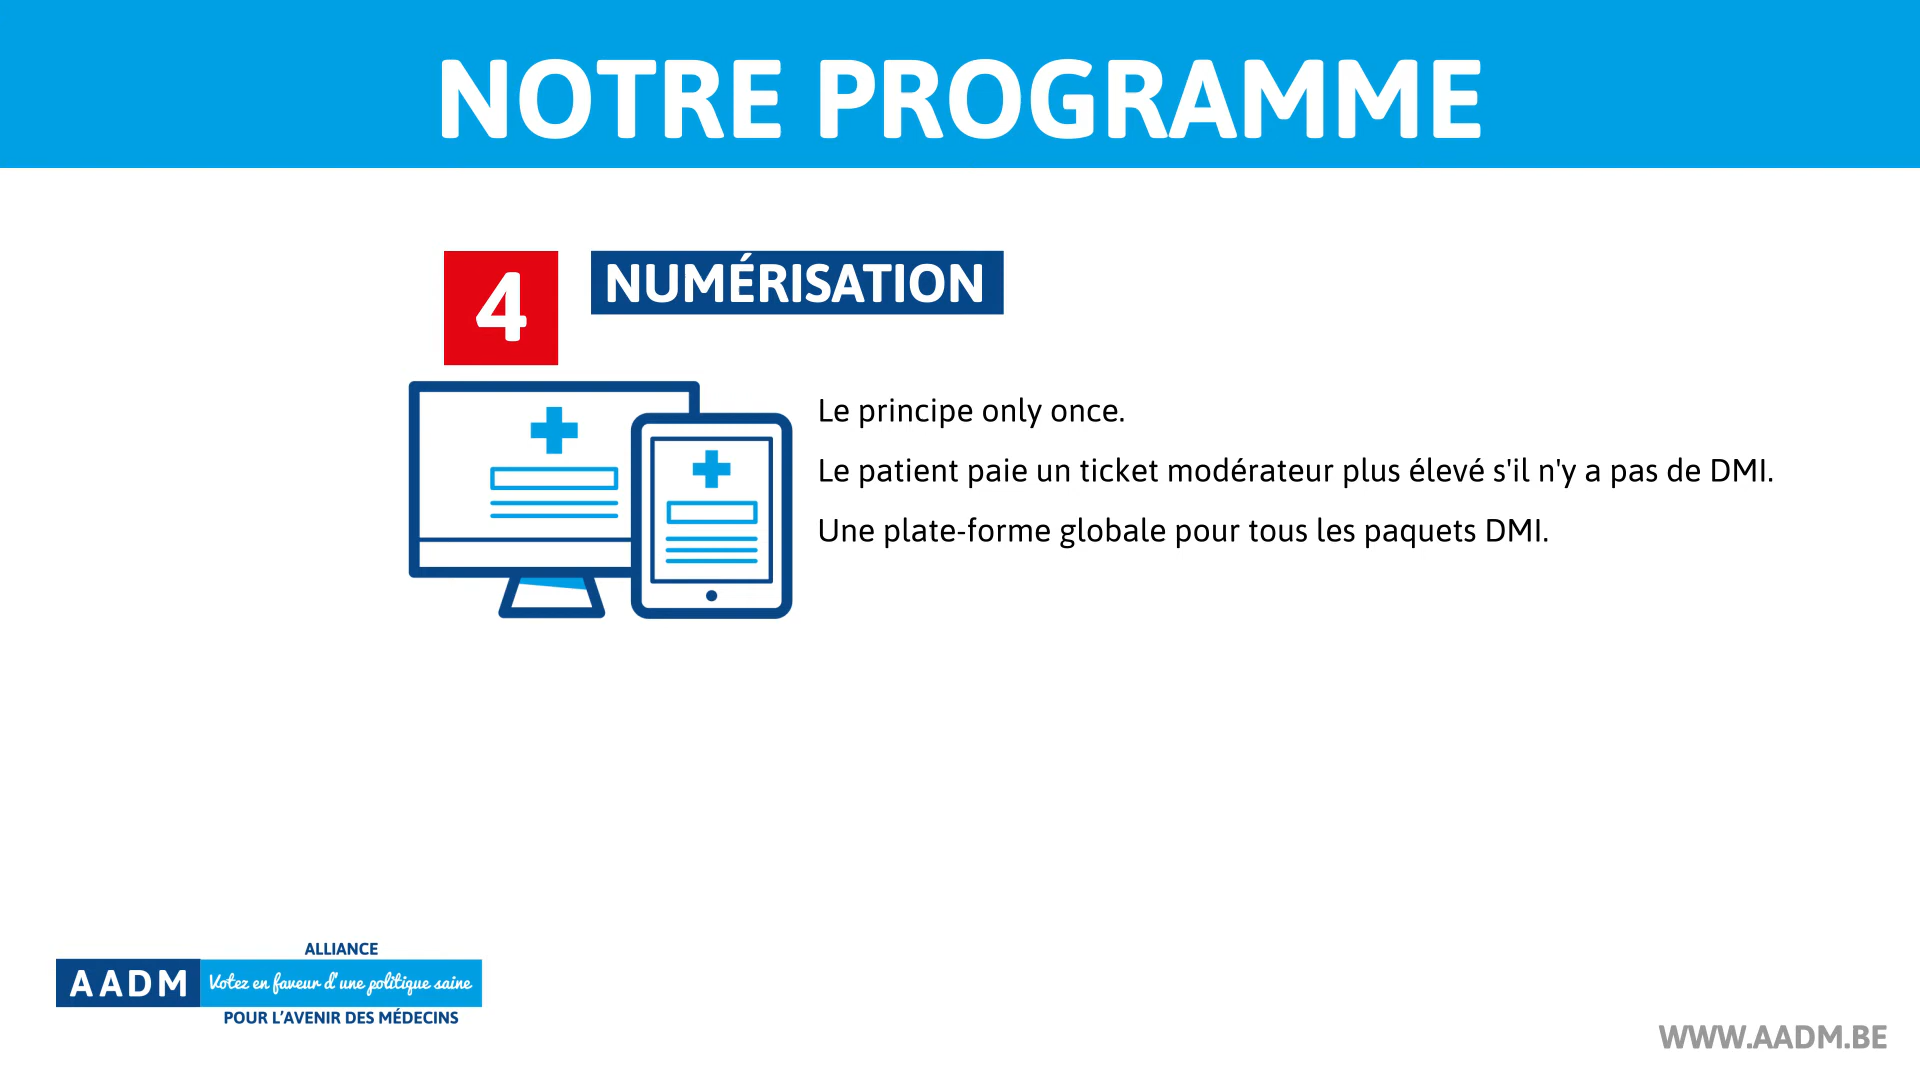 NOTRE PROGRAMME
4
NUMÉRISATION
Le principe only once.
Le patient paie un ticket modérateur plus élevé s'il n'y a pas de DMI.
Une plate-forme globale pour tous les paquets DMI.
ALLIANCE
AADM Votez en faveur d'une politique saine
POUR L'AVENIR DES MÉDECINS
WWW.AADM.BE